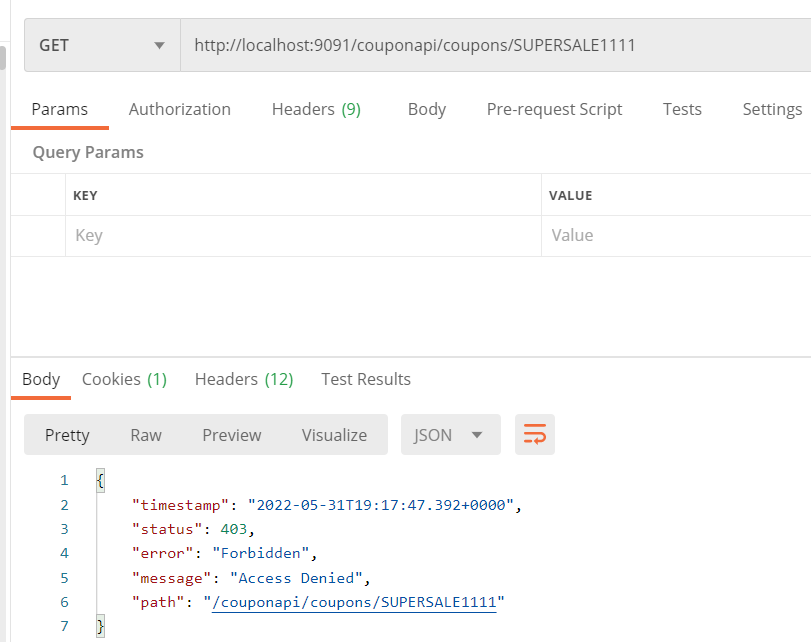 GET http://localhost:9091/couponapi/coupons/SUPERSALE1111
Params Authorization Headers (9) Body Pre-request Script Tests Settings
Query Params
KEY VALUE
Key Value
Body Cookies (1) Headers (12) Test Results
Pretty Raw Preview Visualize JSON
1 {
2 "timestamp": "2022-05-31T19:17:47.392+0000",
3 "status": 403,
4 "error": "Forbidden",
5 "message": "Access Denied",
6 "path": "/couponapi/coupons/SUPERSALE1111"
7 }